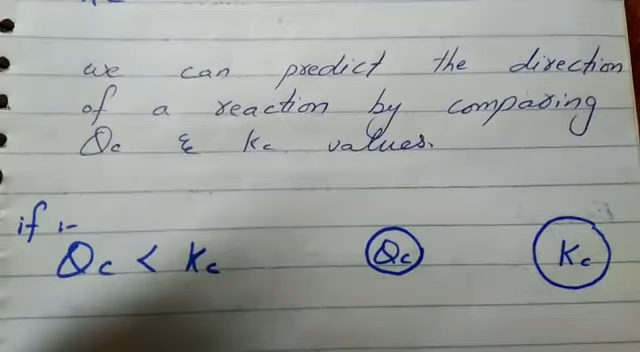 we can predict the direction
of a reaction by comparing
Qc & Kc values.
if :-
Qc < Kc Qc Kc